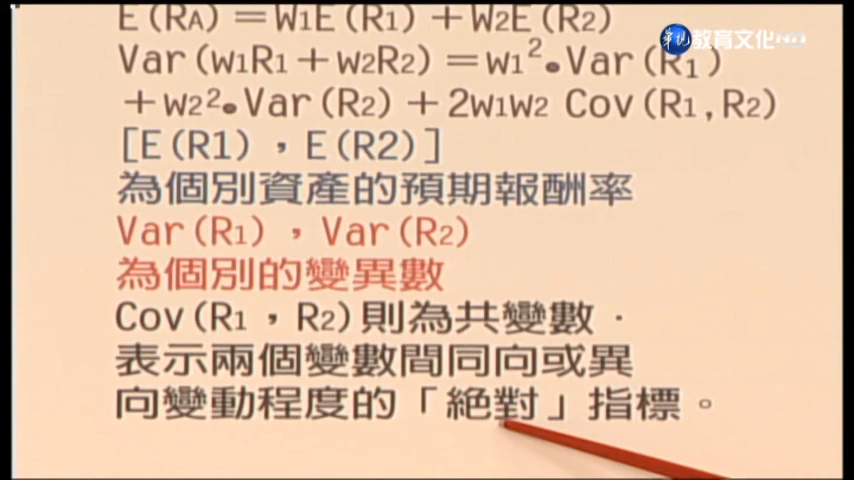 E(RA)＝W1E(R1)＋W2E(R2)
華視教育文化HD
Var(w1R1＋w2R2)＝w1²•Var(R1)
＋w2²•Var(R2)＋2w1w2 Cov(R1,R2)
[E(R1)，E(R2)]
為個別資產的預期報酬率
Var(R1)，Var(R2)
為個別的變異數
Cov(R1，R2)則為共變數．
表示兩個變數間同向或異
向變動程度的「絕對」指標。